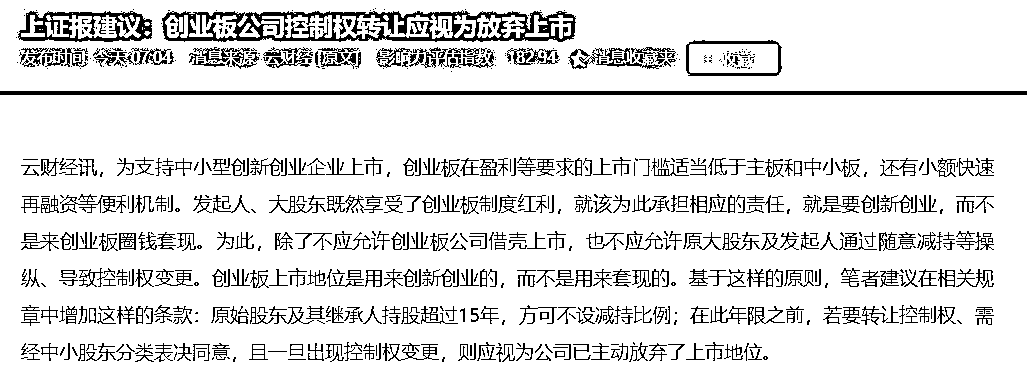 上证报建议：创业板公司控制权转让应视为放弃上市
发布时间 今天 07:04 消息来源 云财经 [原文] 影响力评估指数 182.94 消息收藏夹 收藏
云财经讯，为支持中小型创新创业企业上市，创业板在盈利等要求的上市门槛适当低于主板和中小板，还有小额快速
再融资等便利机制。发起人、大股东既然享受了创业板制度红利，就该为此承担相应的责任，就是要创新创业，而不
是来创业板圈钱套现。为此，除了不应允许创业板公司借壳上市，也不应允许原大股东及发起人通过随意减持等操
纵、导致控制权变更。创业板上市地位是用来创新创业的，而不是用来套现的。基于这样的原则，笔者建议在相关规
章中增加这样的条款：原始股东及其继承人持股超过15年，方可不设减持比例；在此年限之前，若要转让控制权、需
经中小股东分类表决同意，且一旦出现控制权变更，则应视为公司已主动放弃了上市地位。